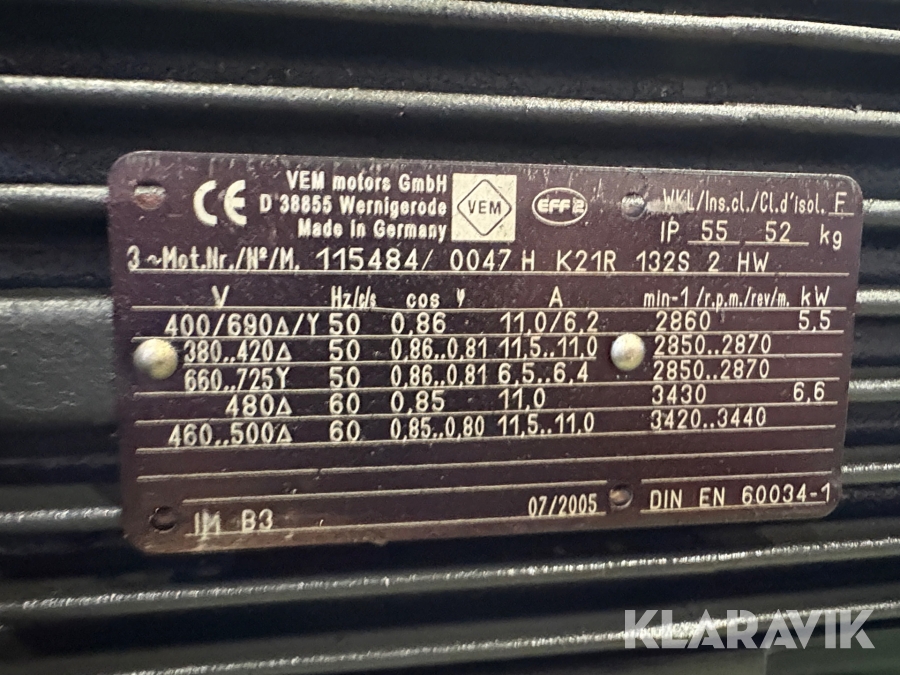 CE VEM motors GmbH
D 38855 Wernigerode
Made in Germany
VEM
EFF2
WKL/Ins.cl./Cl.d'isol. F
IP 55 52 kg
3~Mot.Nr./Nº/M. 115484/ 0047 H K21R 132S 2 HW
V Hz/c/s cos φ A min-1/r.p.m./rev/m. kW
400/690Δ/Y 50 0,86 11,0/6,2 2860 5,5
380..420Δ 50 0,86..0,81 11,5..11,0 2850..2870
660..725Y 50 0,86..0,81 6,5..6,4 2850..2870
480Δ 60 0,85 11,0 3430 6,6
460..500Δ 60 0,85..0,80 11,5..11,0 3420..3440
IM B3 07/2005 DIN EN 60034-1
KLARAVIK